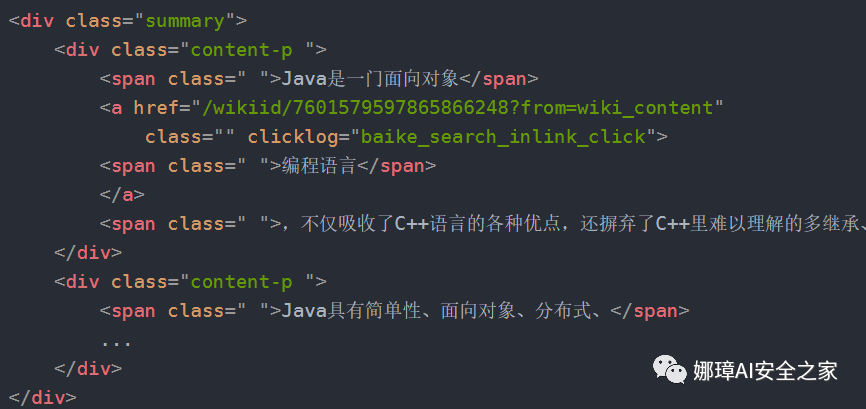 <div class="summary">
<div class="content-p ">
<span class=" ">Java是一门面向对象</span>
<a href="/wikiid/7601579597865866248?from=wiki_content"
class="" clicklog="baike_search_inlink_click">
<span class=" ">编程语言</span>
</a>
<span class=" ">，不仅吸收了C++语言的各种优点，还摒弃了C++里难以理解的多继承、
</div>
<div class="content-p ">
<span class=" ">Java具有简单性、面向对象、分布式、</span>
...
</div>
</div>
娜璋AI安全之家